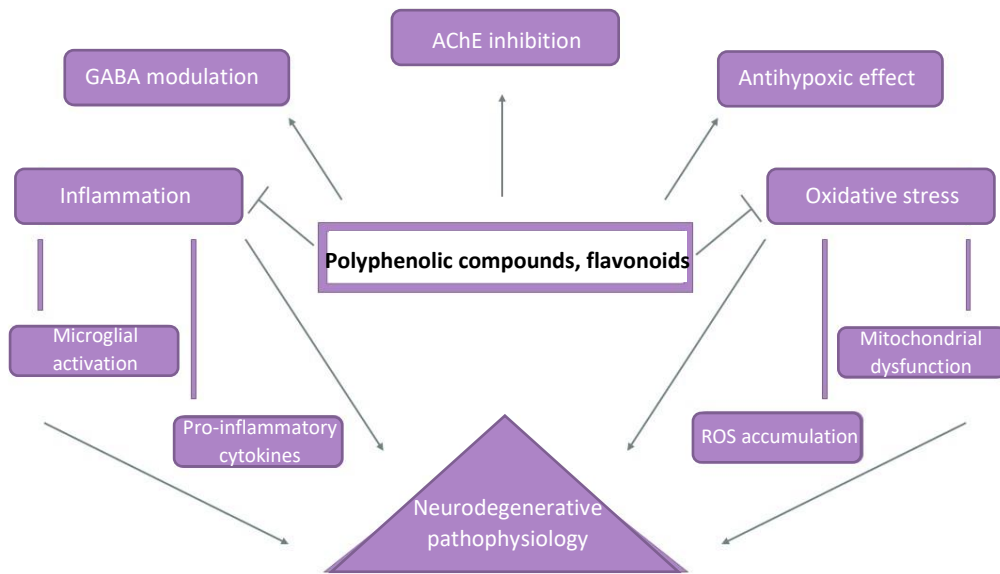 AChE inhibition
GABA modulation
Antihypoxic effect
Inflammation
Oxidative stress
Polyphenolic compounds, flavonoids
Microglial
activation
Mitochondrial
dysfunction
Pro-inflammatory
cytokines
ROS accumulation
Neurodegenerative
pathophysiology